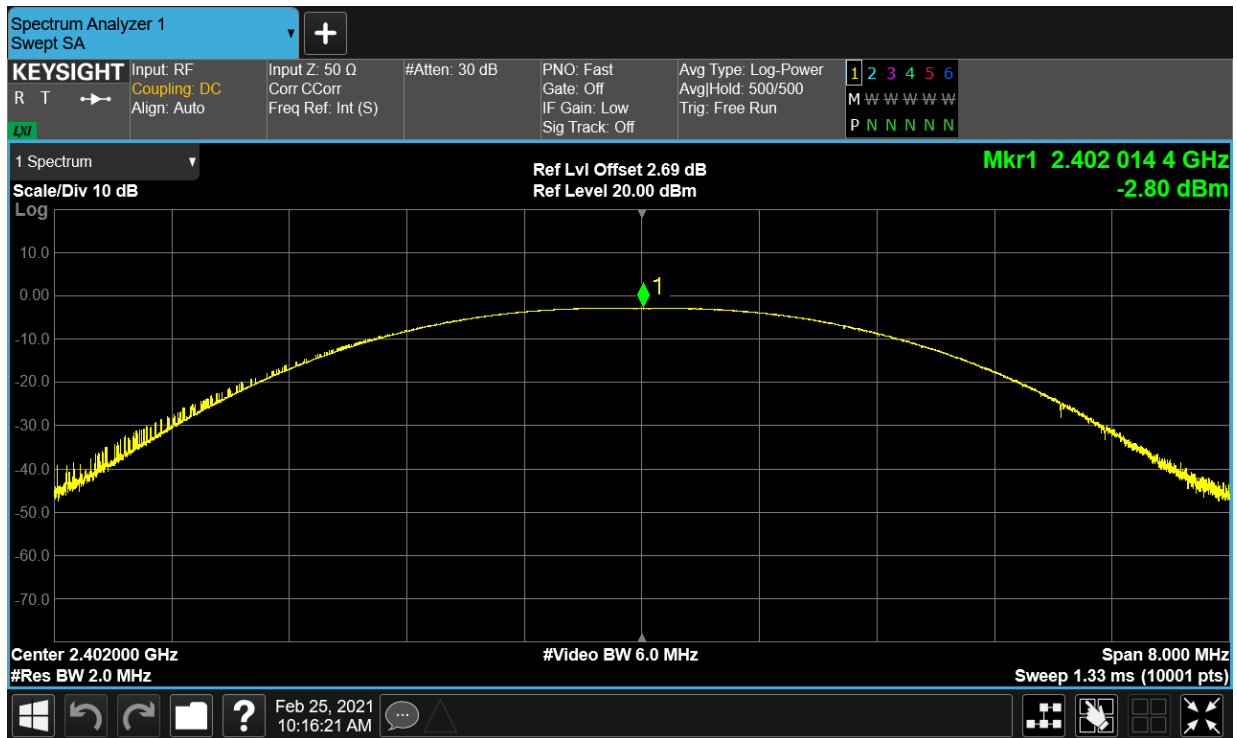 Spectrum Analyzer 1
Swept SA
KEYSIGHT
R T
LXI
Input: RF
Coupling: DC
Align: Auto
Input Z: 50 Ω
Corr CCorr
Freq Ref: Int (S)
#Atten: 30 dB
PNO: Fast
Gate: Off
IF Gain: Low
Sig Track: Off
Avg Type: Log-Power
Avg|Hold: 500/500
Trig: Free Run
1 2 3 4 5 6
M W W W W W
P N N N N N
1 Spectrum
Scale/Div 10 dB
Log
Ref Lvl Offset 2.69 dB
Ref Level 20.00 dBm
Mkr1 2.402 014 4 GHz
-2.80 dBm
10.0
0.00
-10.0
-20.0
-30.0
-40.0
-50.0
-60.0
-70.0
1
Center 2.402000 GHz
#Res BW 2.0 MHz
#Video BW 6.0 MHz
Span 8.000 MHz
Sweep 1.33 ms (10001 pts)
?
Feb 25, 2021
10:16:21 AM